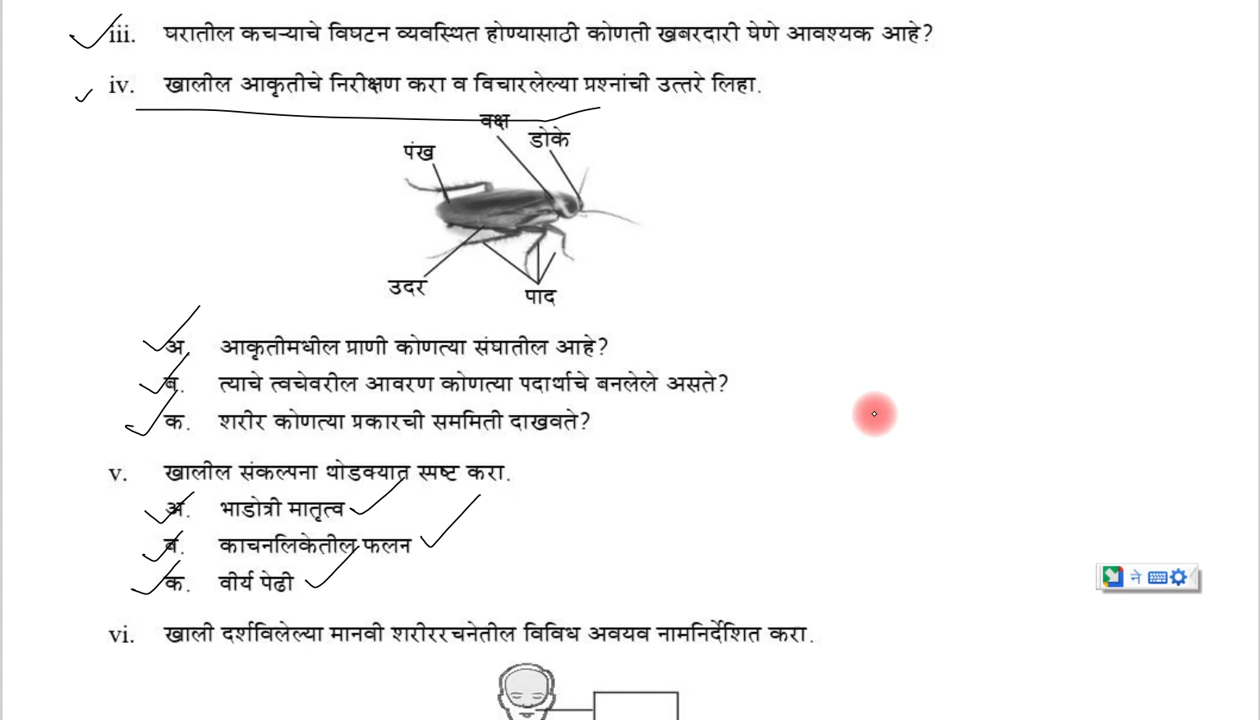 iii. घरातील कचऱ्याचे विघटन व्यवस्थित होण्यासाठी कोणती खबरदारी घेणे आवश्यक आहे?
iv. खालील आकृतीचे निरीक्षण करा व विचारलेल्या प्रश्नांची उत्तरे लिहा.
वक्ष
डोके
पंख
उदर
पाद
अ. आकृतीमधील प्राणी कोणत्या संघातील आहे?
ब. त्याचे त्वचेवरील आवरण कोणत्या पदार्थाचे बनलेले असते?
क. शरीर कोणत्या प्रकारची सममिती दाखवते?
v. खालील संकल्पना थोडक्यात स्पष्ट करा.
अ. भाडोत्री मातृत्व
ब. काचनलिकेतील फलन
क. वीर्य पेढी
ने
vi. खाली दर्शविलेल्या मानवी शरीररचनेतील विविध अवयव नामनिर्देशित करा.